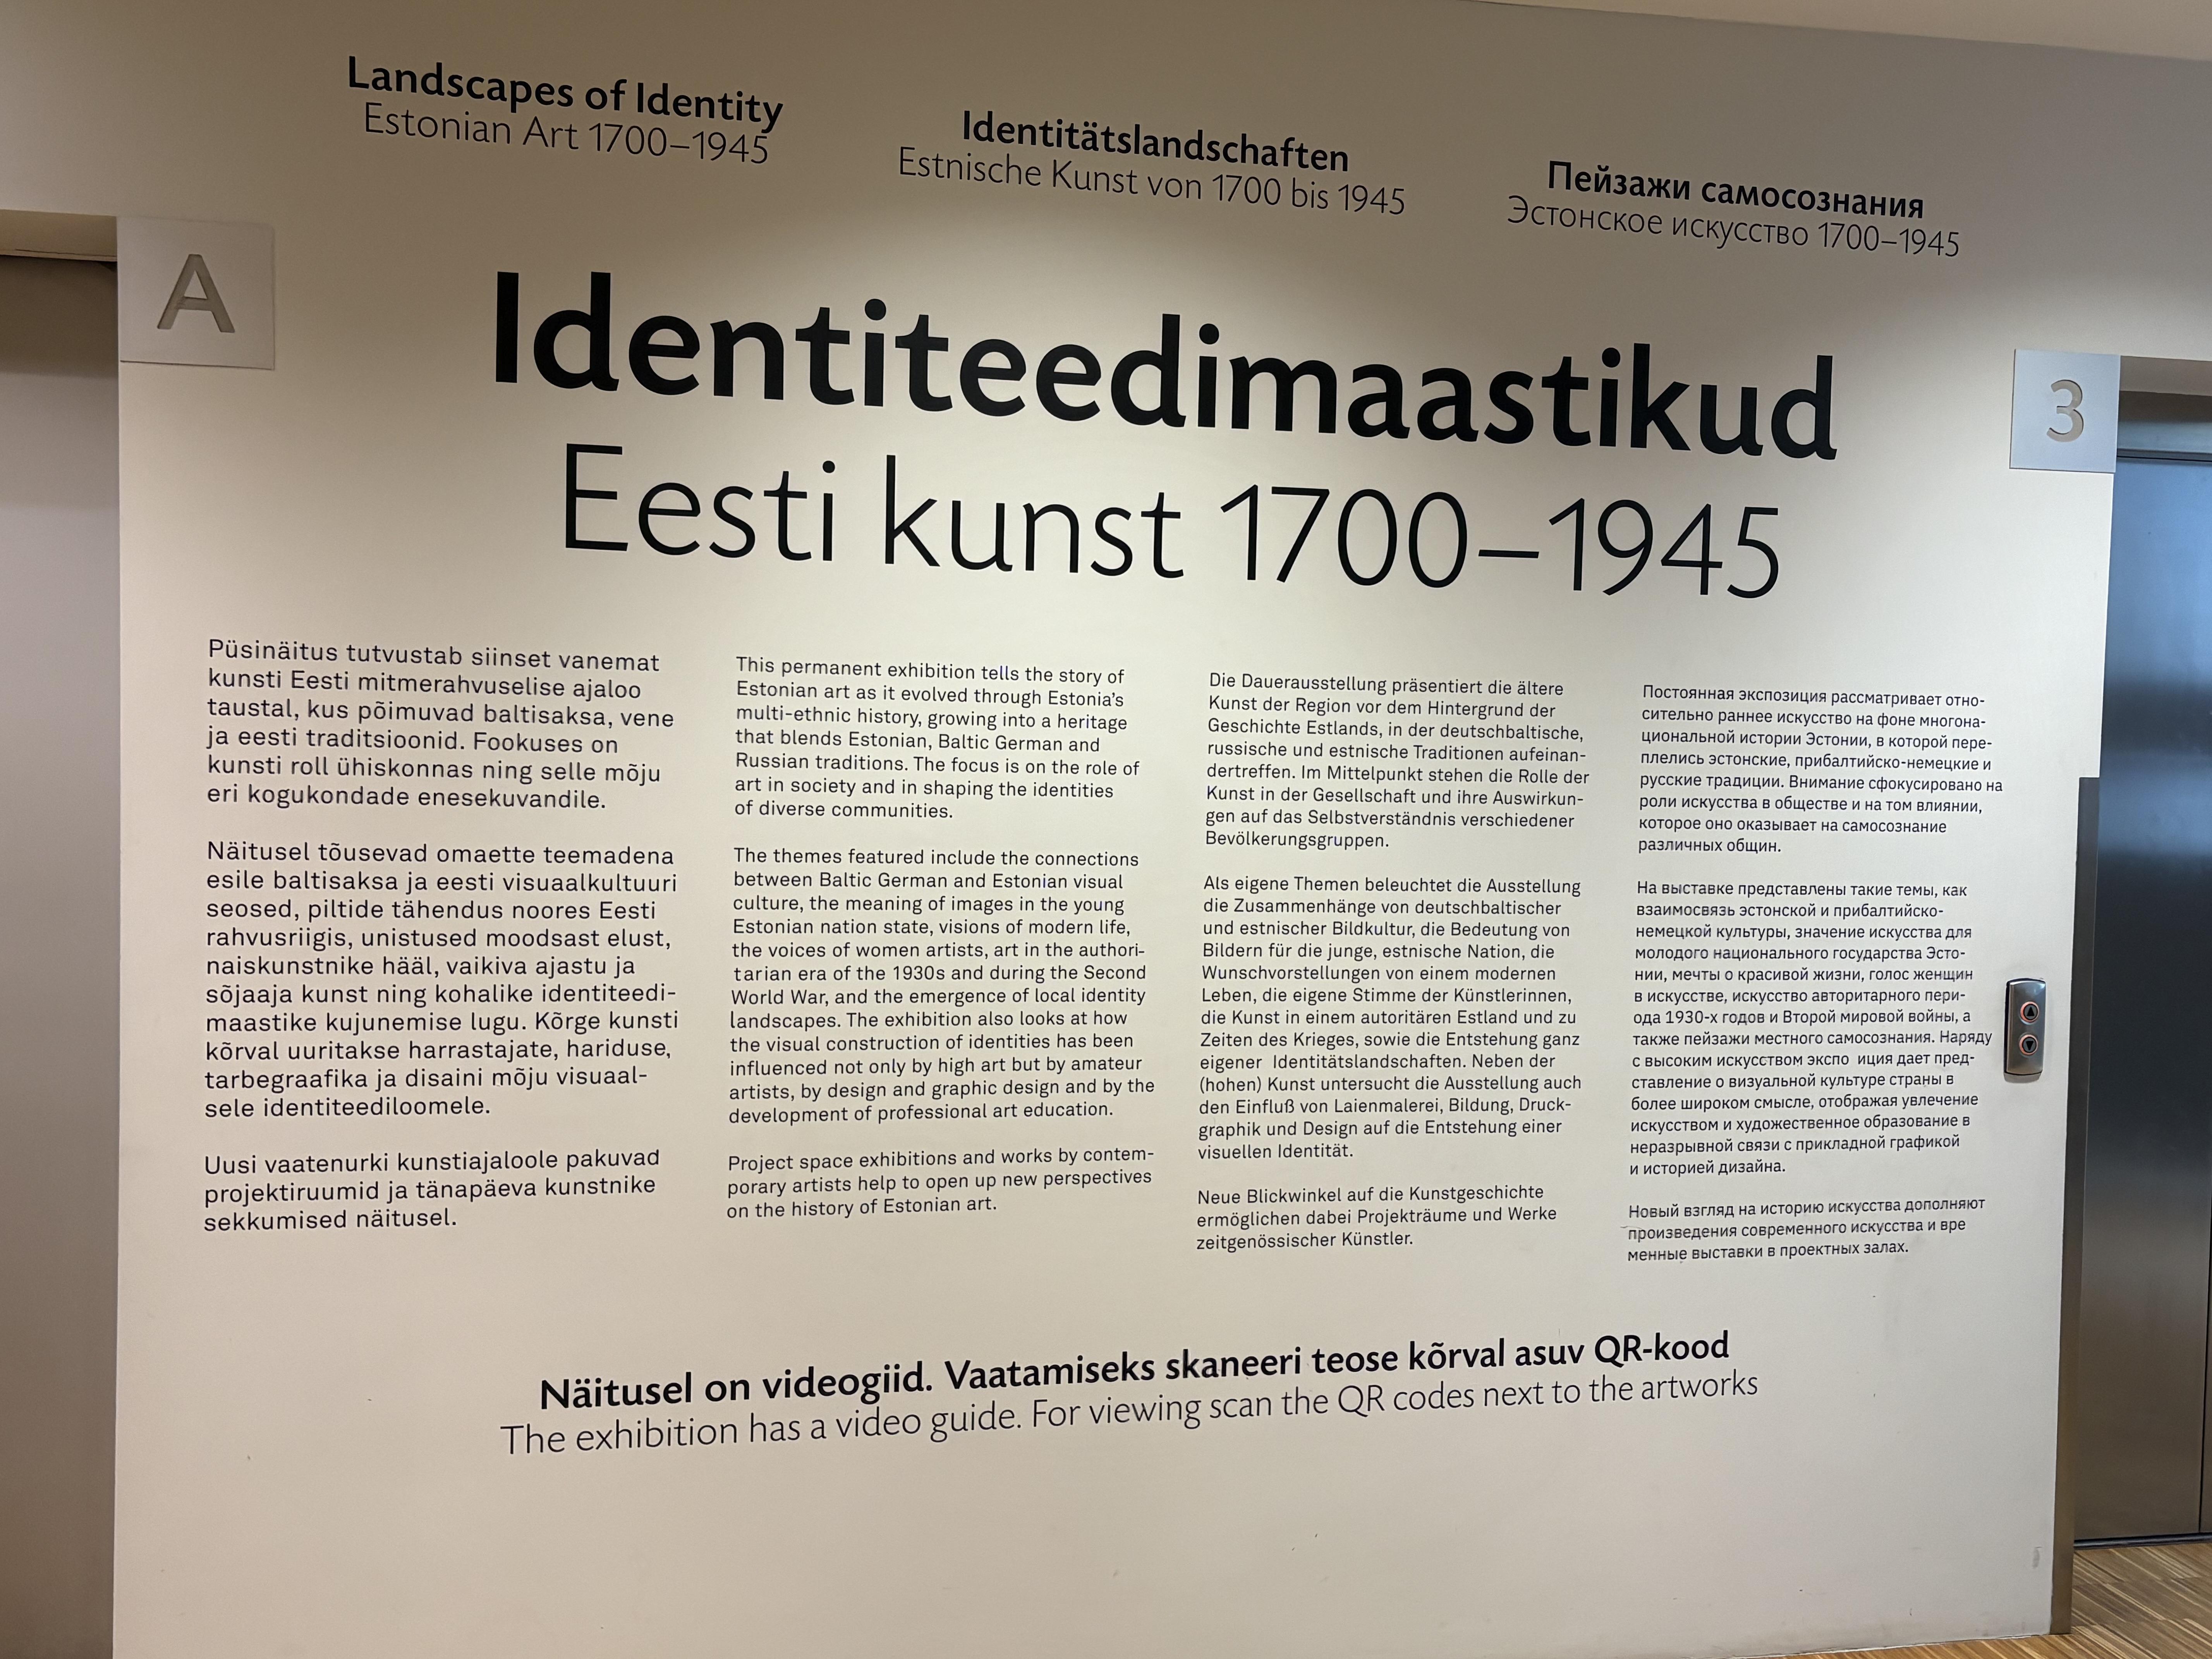 Landscapes of Identity
Estonian Art 1700–1945
Identitätslandschaften
Estnische Kunst von 1700 bis 1945
Пейзажи самосознания
Эстонское искусство 1700–1945
A
3
Identiteedimaastikud
Eesti kunst 1700–1945
Püsinäitus tutvustab siinset vanemat
kunsti Eesti mitmerahvuselise ajaloo
taustal, kus põimuvad baltisaksa, vene
ja eesti traditsioonid. Fookuses on
kunsti roll ühiskonnas ning selle mõju
eri kogukondade enesekuvandile.
Näitusel tõusevad omaette teemadena
esile baltisaksa ja eesti visuaalkultuuri
seosed, piltide tähendus noores Eesti
rahvusriigis, unistused moodsast elust,
naiskunstnike hääl, vaikiva ajastu ja
sõjaaja kunst ning kohalike identiteedi-
maastike kujunemise lugu. Kõrge kunsti
kõrval uuritakse harrastajate, hariduse,
tarbegraafika ja disaini mõju visuaal-
sele identiteediloomele.
Uusi vaatenurki kunstiajaloole pakuvad
projektiruumid ja tänapäeva kunstnike
sekkumised näitusel.
This permanent exhibition tells the story of
Estonian art as it evolved through Estonia's
multi-ethnic history, growing into a heritage
that blends Estonian, Baltic German and
Russian traditions. The focus is on the role of
art in society and in shaping the identities
of diverse communities.
The themes featured include the connections
between Baltic German and Estonian visual
culture, the meaning of images in the young
Estonian nation state, visions of modern life,
the voices of women artists, art in the authori-
tarian era of the 1930s and during the Second
World War, and the emergence of local identity
landscapes. The exhibition also looks at how
the visual construction of identities has been
influenced not only by high art but by amateur
artists, by design and graphic design and by the
development of professional art education.
Project space exhibitions and works by contem-
porary artists help to open up new perspectives
on the history of Estonian art.
Die Dauerausstellung präsentiert die ältere
Kunst der Region vor dem Hintergrund der
Geschichte Estlands, in der deutschbaltische,
russische und estnische Traditionen aufeinan-
dertreffen. Im Mittelpunkt stehen die Rolle der
Kunst in der Gesellschaft und ihre Auswirkun-
gen auf das Selbstverständnis verschiedener
Bevölkerungsgruppen.
Als eigene Themen beleuchtet die Ausstellung
die Zusammenhänge von deutschbaltischer
und estnischer Bildkultur, die Bedeutung von
Bildern für die junge, estnische Nation, die
Wunschvorstellungen von einem modernen
Leben, die eigene Stimme der Künstlerinnen,
die Kunst in einem autoritären Estland und zu
Zeiten des Krieges, sowie die Entstehung ganz
eigener Identitätslandschaften. Neben der
(hohen) Kunst untersucht die Ausstellung auch
den Einfluß von Laienmalerei, Bildung, Druck-
graphik und Design auf die Entstehung einer
visuellen Identität.
Neue Blickwinkel auf die Kunstgeschichte
ermöglichen dabei Projekträume und Werke
zeitgenössischer Künstler.
Постоянная экспозиция рассматривает отно-
сительно раннее искусство на фоне многона-
циональной истории Эстонии, в которой пере-
плелись эстонские, прибалтийско-немецкие и
русские традиции. Внимание сфокусировано на
роли искусства в обществе и на том влиянии,
которое оно оказывает на самосознание
различных общин.
На выставке представлены такие темы, как
взаимосвязь эстонской и прибалтийско-
немецкой культуры, значение искусства для
молодого национального государства Эсто-
нии, мечты о красивой жизни, голос женщин
в искусстве, искусство авторитарного пери-
ода 1930-х годов и Второй мировой войны, а
также пейзажи местного самосознания. Наряду
с высоким искусством экспо иция дает пред-
ставление о визуальной культуре страны в
более широком смысле, отображая увлечение
искусством и художественное образование в
неразрывной связи с прикладной графикой
и историей дизайна.
Новый взгляд на историю искусства дополняют
произведения современного искусства и вре
менные выставки в проектных залах.
Näitusel on videogiid. Vaatamiseks skaneeri teose kõrval asuv QR-kood
The exhibition has a video guide. For viewing scan the QR codes next to the artworks